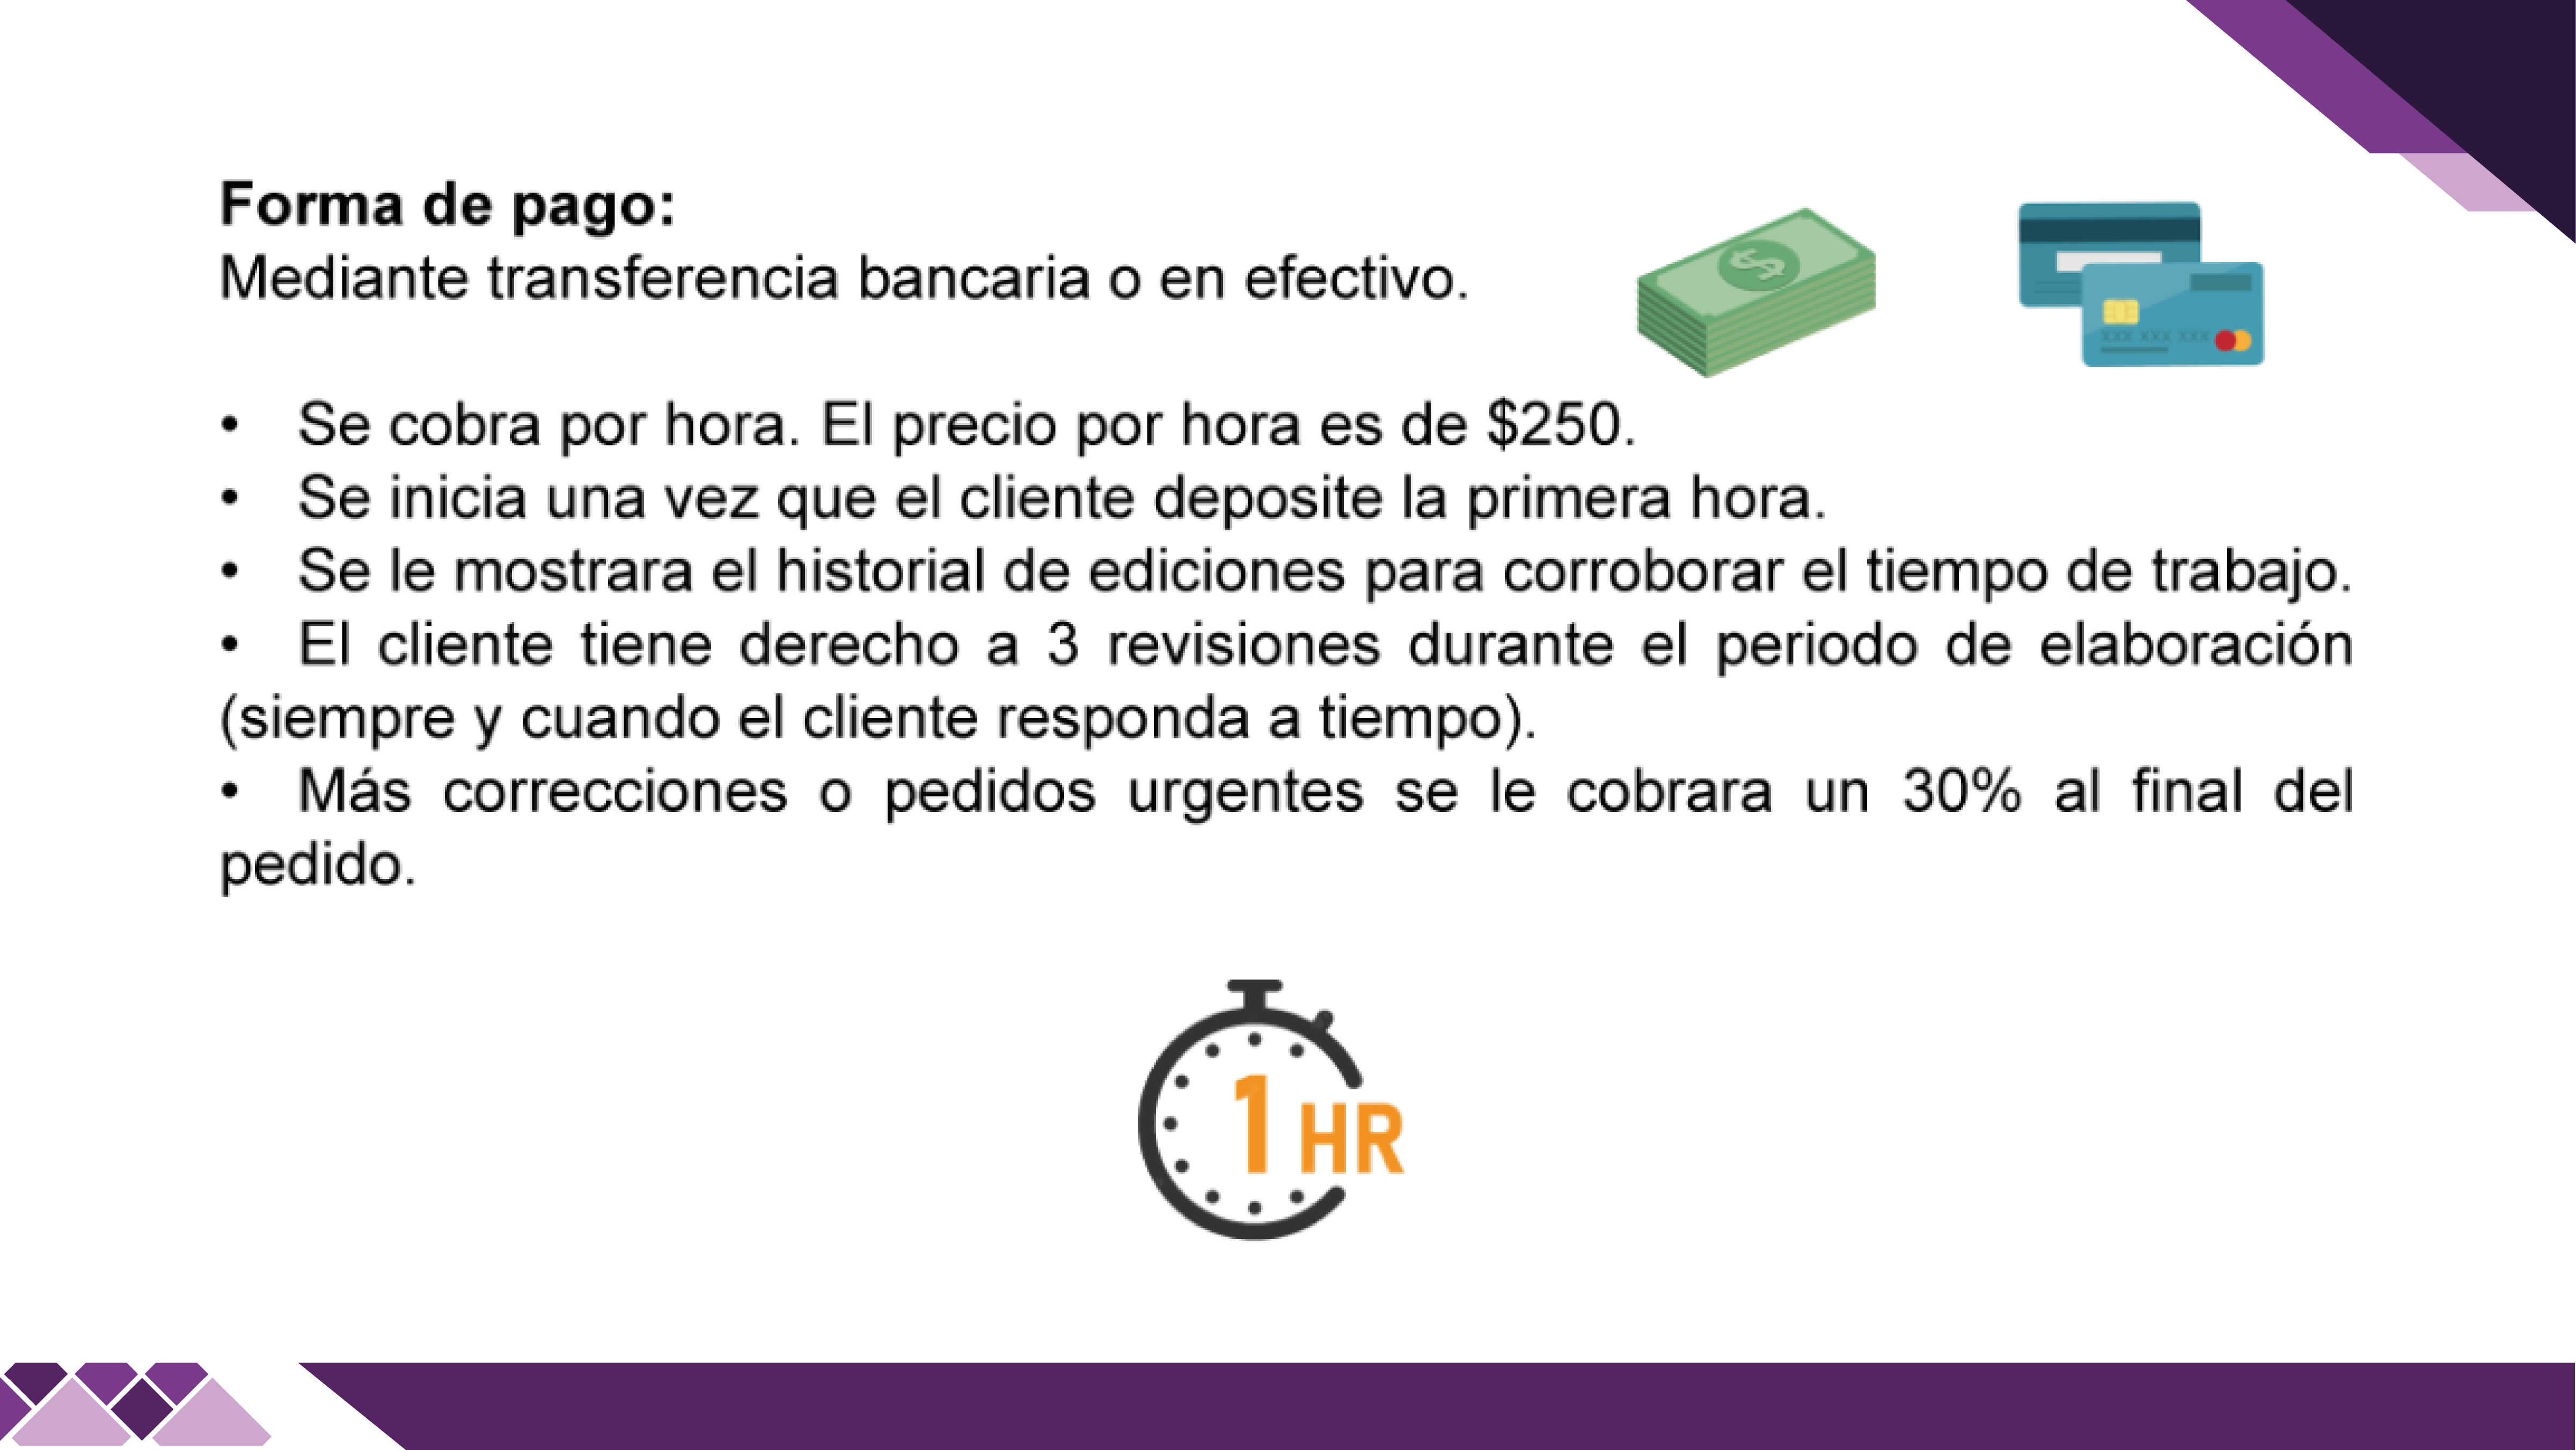 Forma de pago:
Mediante transferencia bancaria o en efectivo.
• Se cobra por hora. El precio por hora es de $250.
• Se inicia una vez que el cliente deposite la primera hora.
• Se le mostrara el historial de ediciones para corroborar el tiempo de trabajo.
• El cliente tiene derecho a 3 revisiones durante el periodo de elaboración
(siempre y cuando el cliente responda a tiempo).
• Más correcciones o pedidos urgentes se le cobrara un 30% al final del
pedido.
XXX XXX XXX
1 HR